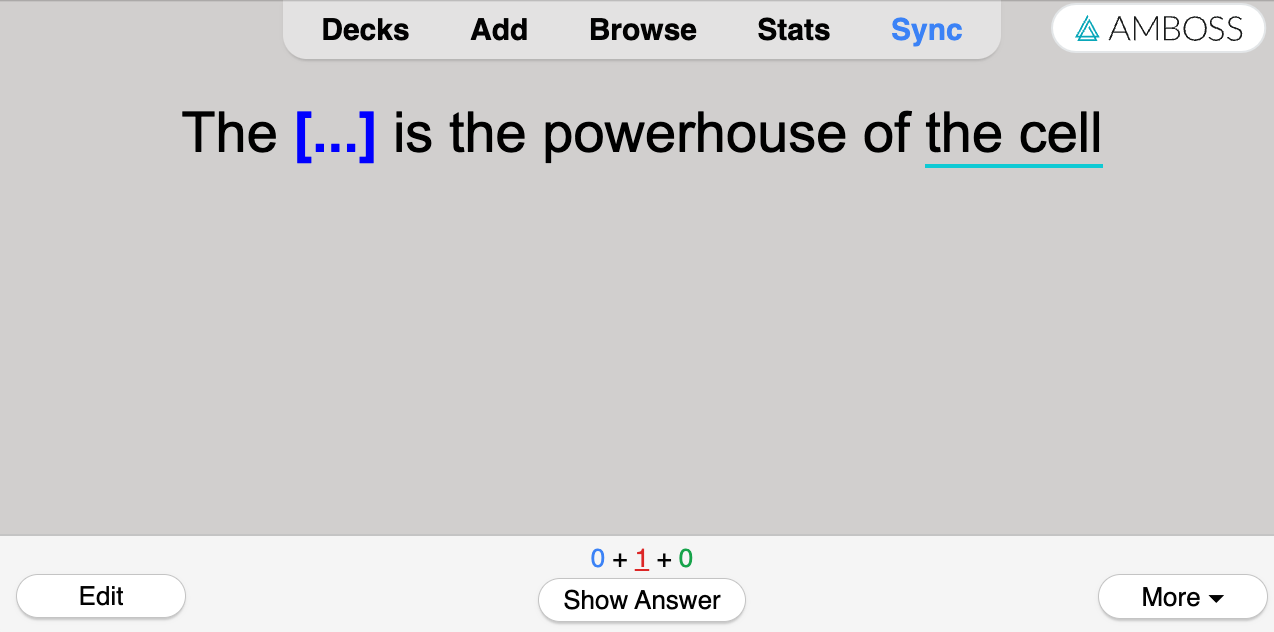 Decks Add Browse Stats Sync AMBOSS
The [...] is the powerhouse of the cell
0 + 1 + 0
Edit Show Answer More